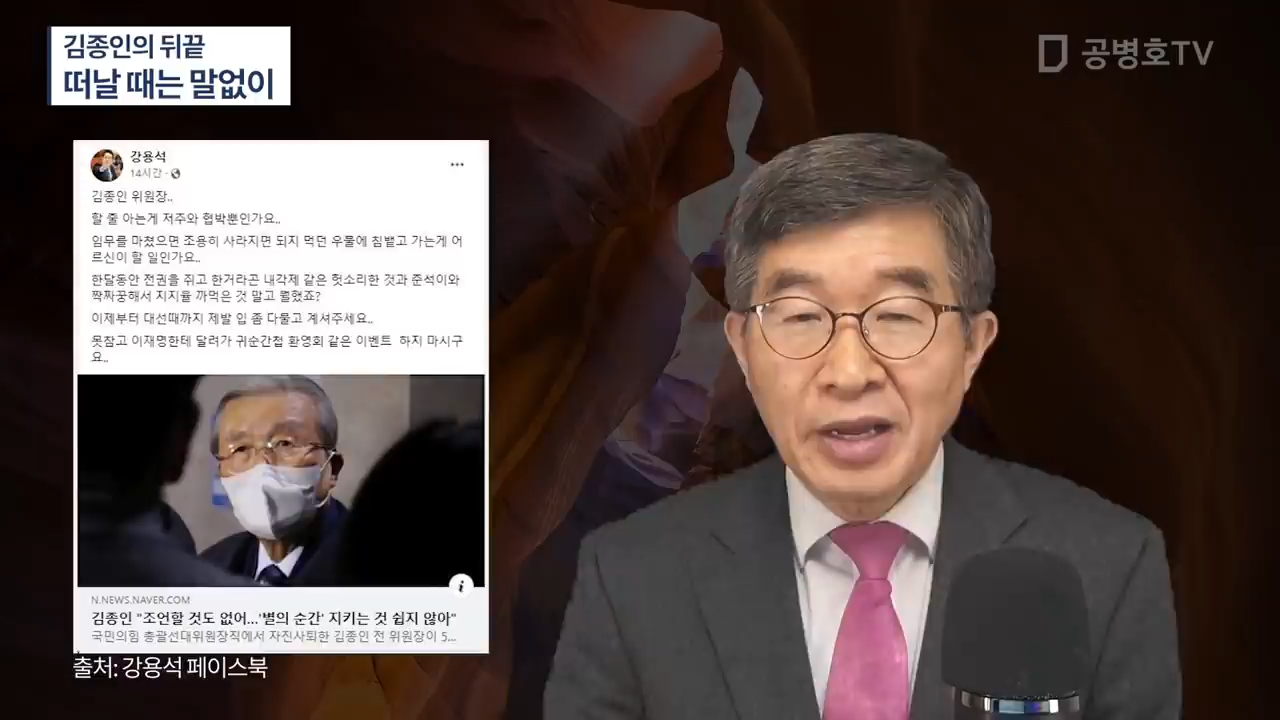 김종인의 뒤끝
떠날 때는 말없이
공병호TV
강용석
14시간
김종인 위원장..
할 줄 아는게 저주와 협박뿐인가요..
임무를 마쳤으면 조용히 사라지면 되지 먹던 우물에 침뱉고 가는게 어
르신이 할 일인가요..
한달동안 전권을 쥐고 한거라곤 내각제 같은 헛소리한 것과 준석이와
짝짜꿍해서 지지율 까먹은 것 말고 뭘했죠?
이제부터 대선때까지 제발 입 좀 다물고 계셔주세요..
못참고 이재명한테 달려가 귀순간첩 환영회 같은 이벤트 하지 마시구
요..
N.NEWS.NAVER.COM
김종인 "조언할 것도 없어...'별의 순간' 지키는 것 쉽지 않아"
국민의힘 총괄선대위원장직에서 자진사퇴한 김종인 전 위원장이 5...
출처: 강용석 페이스북